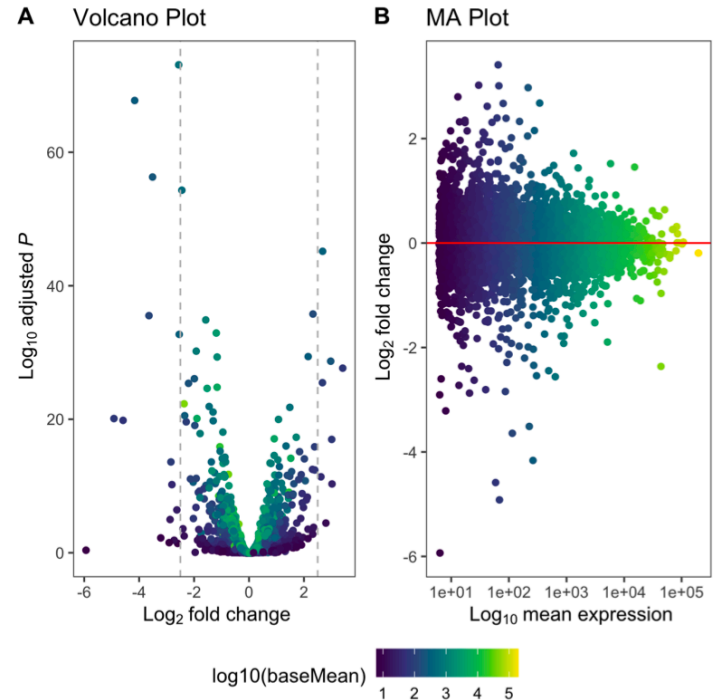 A Volcano Plot
Log10 adjusted P
60
40
20
0
-6 -4 -2 0 2
Log2 fold change
B MA Plot
Log2 fold change
2
0
-2
-4
-6
1e+01 1e+02 1e+03 1e+04 1e+05
Log10 mean expression
log10(baseMean)
1 2 3 4 5